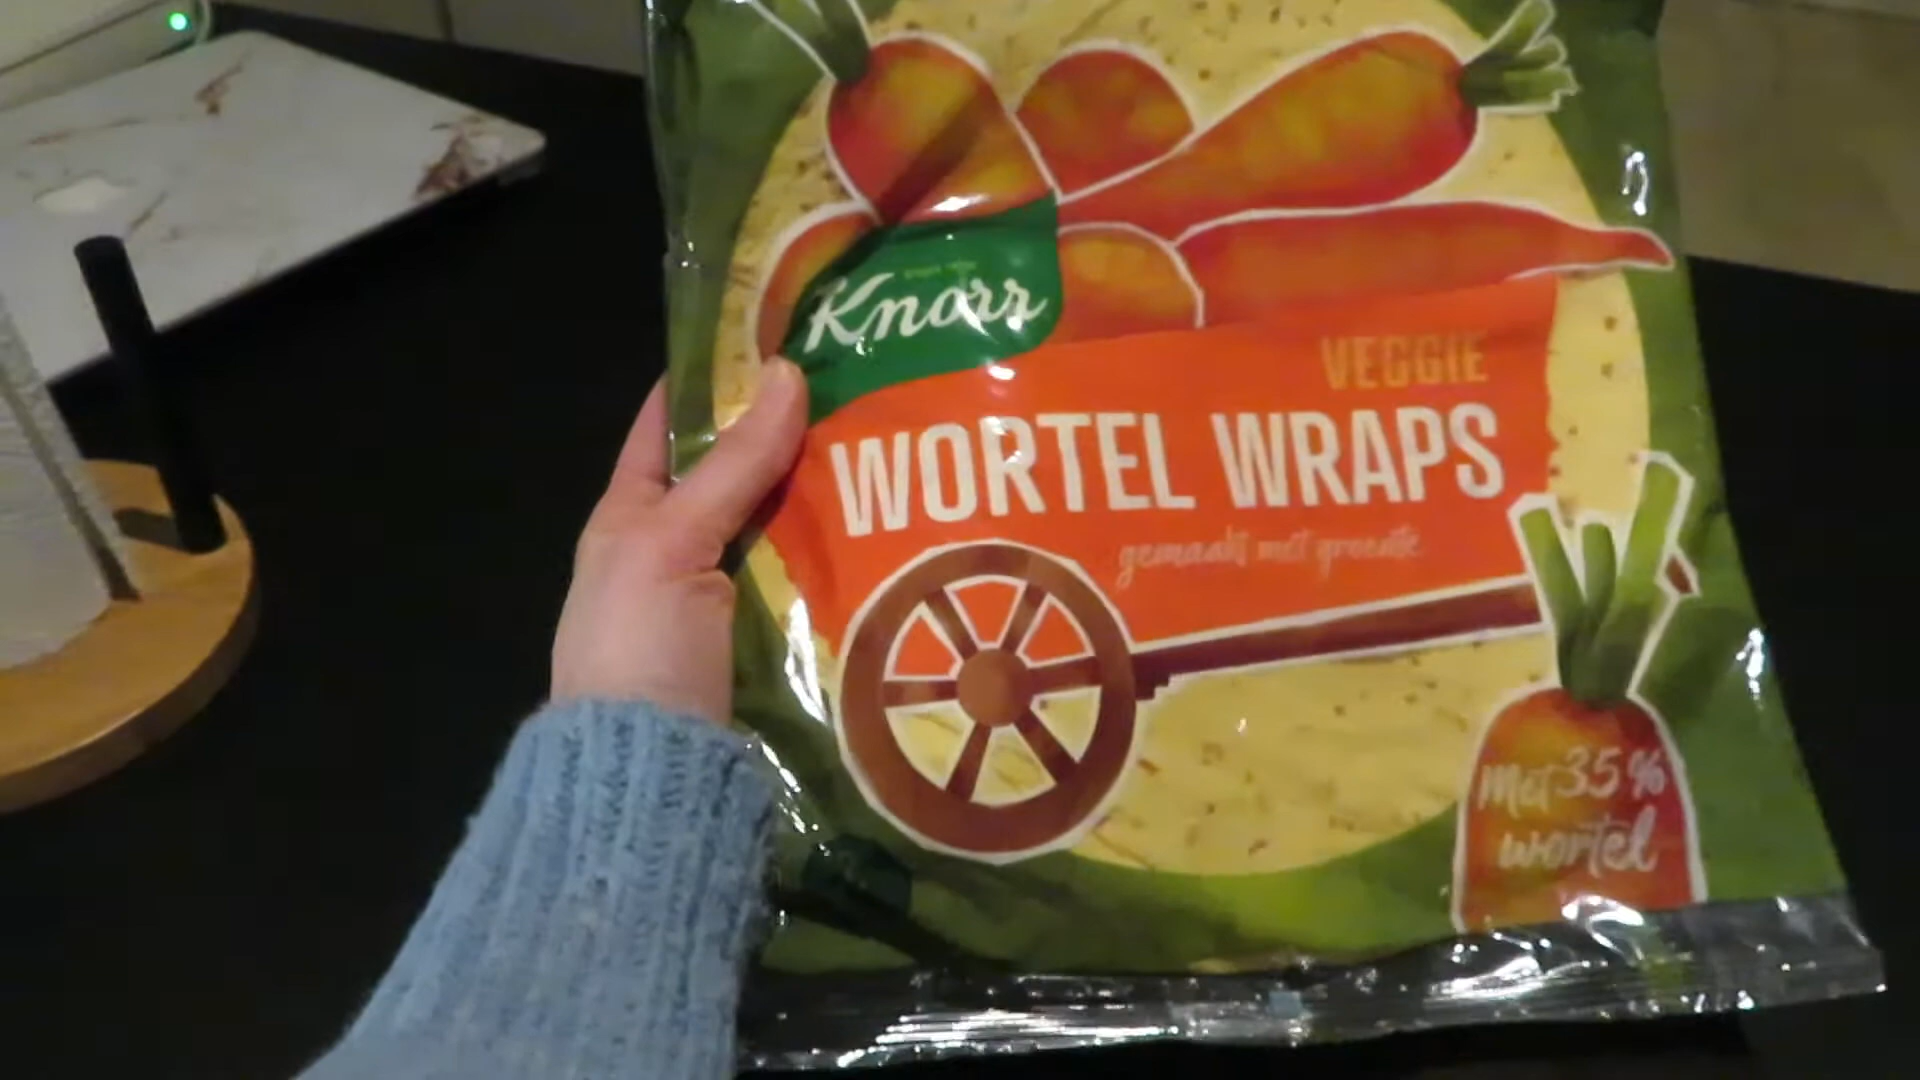 Knorr
VEGGIE
WORTEL WRAPS
gemaakt met groente
Met 35%
wortel